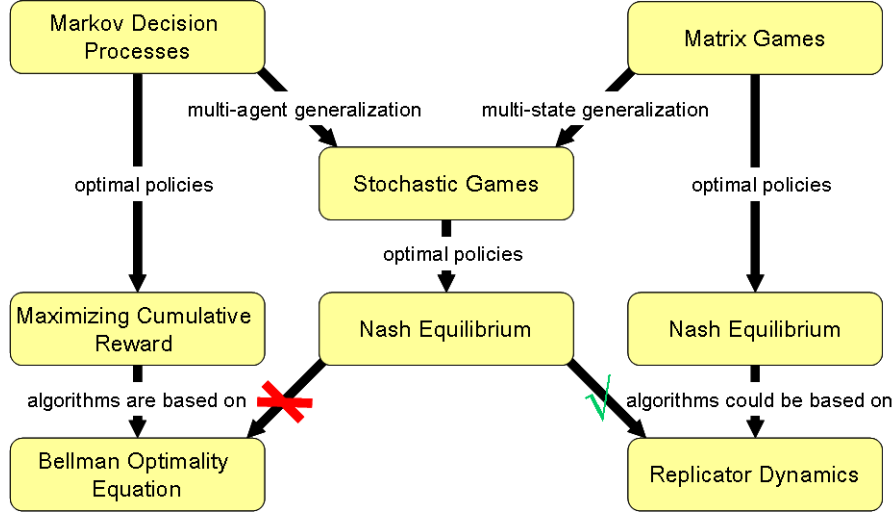 Markov Decision
Processes
Matrix Games
multi-agent generalization
multi-state generalization
Stochastic Games
optimal policies
optimal policies
optimal policies
Maximizing Cumulative
Reward
Nash Equilibrium
Nash Equilibrium
algorithms are based on
algorithms could be based on
Bellman Optimality
Equation
Replicator Dynamics